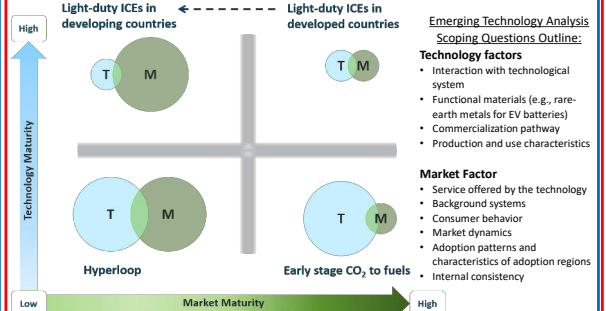 Light-duty ICEs in
developing countries
Light-duty ICEs in
developed countries
High
T
M
T
M
Technology Maturity
T
M
T
M
Hyperloop
Early stage CO₂ to fuels
Low
Market Maturity
High
Emerging Technology Analysis
Scoping Questions Outline:
Technology factors
• Interaction with technological
system
• Functional materials (e.g., rare-
earth metals for EV batteries)
• Commercialization pathway
• Production and use characteristics
Market Factor
• Service offered by the technology
• Background systems
• Consumer behavior
• Market dynamics
• Adoption patterns and
characteristics of adoption regions
• Internal consistency